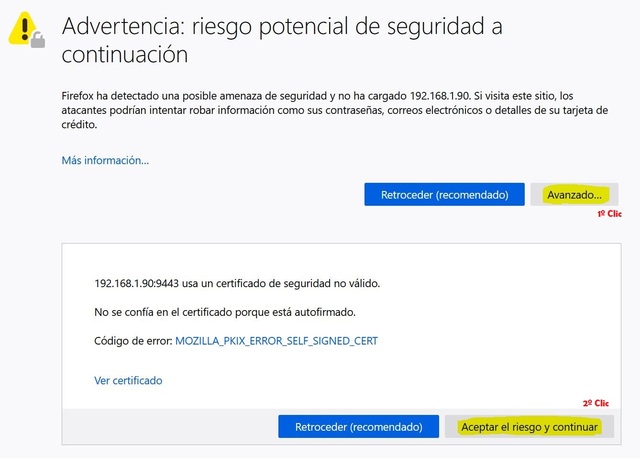 Advertencia: riesgo potencial de seguridad a
continuación
Firefox ha detectado una posible amenaza de seguridad y no ha cargado 192.168.1.90. Si visita este sitio, los
atacantes podrían intentar robar información como sus contraseñas, correos electrónicos o detalles de su tarjeta de
crédito.
Más información...
Retroceder (recomendado) Avanzado...
1º Clic
192.168.1.90:9443 usa un certificado de seguridad no válido.
No se confía en el certificado porque está autofirmado.
Código de error: MOZILLA_PKIX_ERROR_SELF_SIGNED_CERT
Ver certificado
2º Clic
Retroceder (recomendado) Aceptar el riesgo y continuar